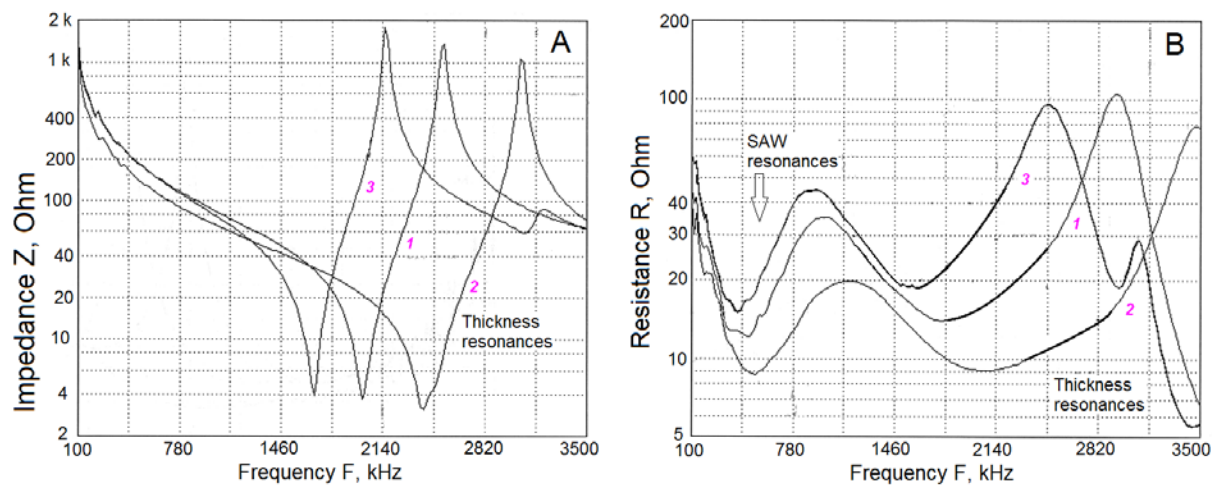 A
Impedance Z, Ohm
2 k
1 k
400
200
100
40
20
10
4
2
3
1
2
Thickness
resonances
100 780 1460 2140 2820 3500
Frequency F, kHz
B
Resistance R, Ohm
200
100
40
30
20
10
5
SAW
resonances
3
1
2
Thickness
resonances
100 780 1460 2140 2820 3500
Frequency F, kHz